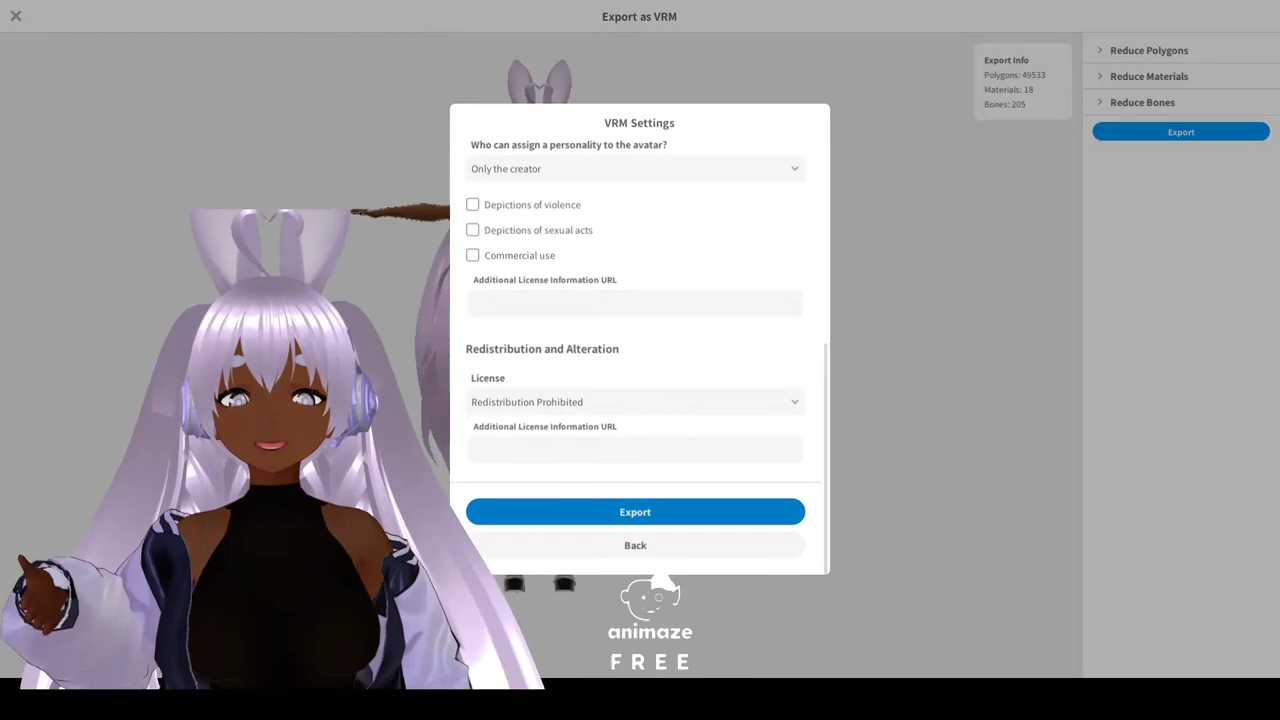 Export as VRM
Export Info
Polygons: 49533
Materials: 18
Bones: 205
Reduce Polygons
Reduce Materials
Reduce Bones
Export
VRM Settings
Who can assign a personality to the avatar?
Only the creator
Depictions of violence
Depictions of sexual acts
Commercial use
Additional License Information URL
Redistribution and Alteration
License
Redistribution Prohibited
Additional License Information URL
Export
Back
animaze
FREE